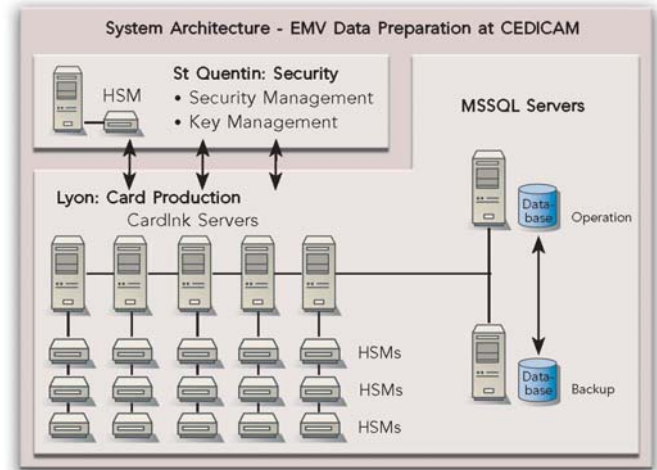 System Architecture - EMV Data Preparation at CEDICAM
St Quentin: Security
HSM
• Security Management
• Key Management
MSSQL Servers
Lyon: Card Production
CardInk Servers
Data-
base
Operation
HSMs
HSMs
HSMs
Data-
base
Backup